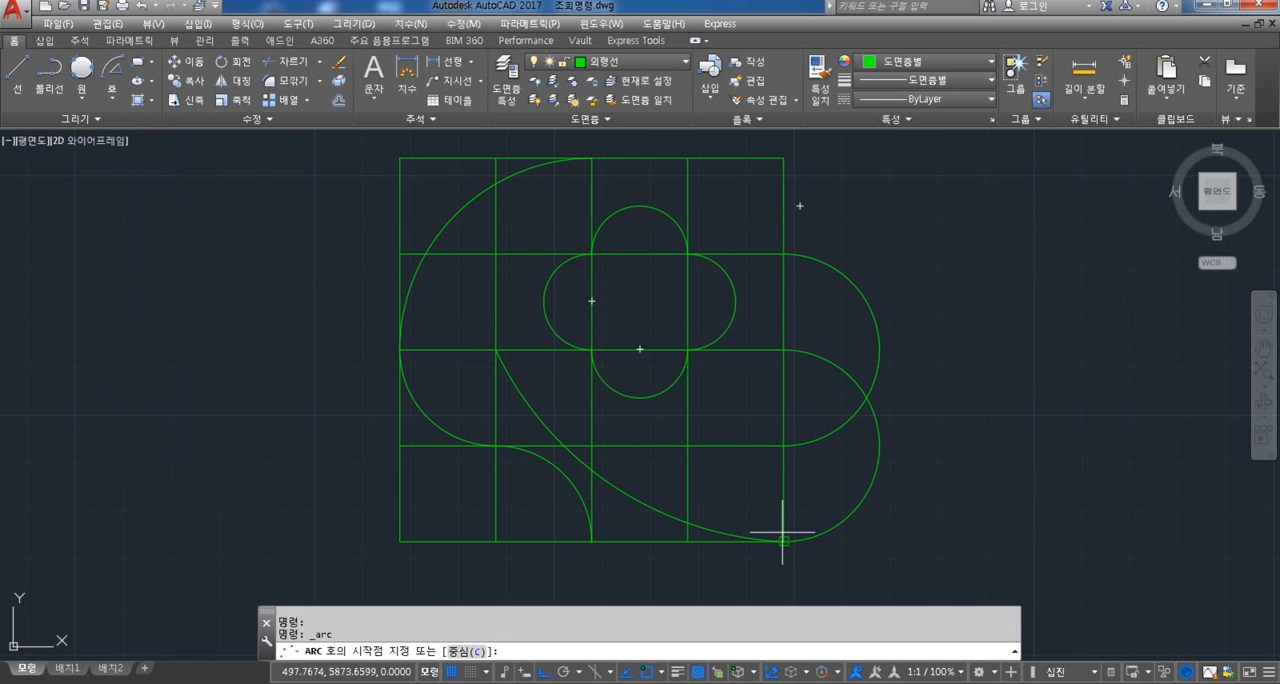 Autodesk AutoCAD 2017 조회명령.dwg 키워드 또는 구절 입력 로그인
파일(F) 편집(E) 뷰(V) 삽입(I) 형식(O) 도구(T) 그리기(D) 치수(N) 수정(M) 파라메트릭(P) 윈도우(W) 도움말(H) Express
홈 삽입 주석 파라메트릭 뷰 관리 출력 애드인 A360 주요 응용프로그램 BIM 360 Performance Vault Express Tools
이동 회전 자르기 선형 외형선 작성 도면층별
선 폴리선 원 호 복사 대칭 모깎기 문자 치수 지시선 도면층 특성 현재로 설정 삽입 편집 특성 일치 도면층별 그룹 길이 분할 붙여넣기 기준
신축 축척 배열 테이블 도면층 일치 속성 편집 ByLayer
그리기 수정 주석 도면층 블록 특성 그룹 유틸리티 클립보드 뷰
[−]평면도][2D 와이어프레임]
북
서 평면도 동
남
WCS
Y
X
명령:
명령: _arc
ARC 호의 시작점 지정 또는 [중심(C)]:
모형 배치1 배치2 +
497.7674, 5873.6599, 0.0000 모형 1:1 / 100% 십진